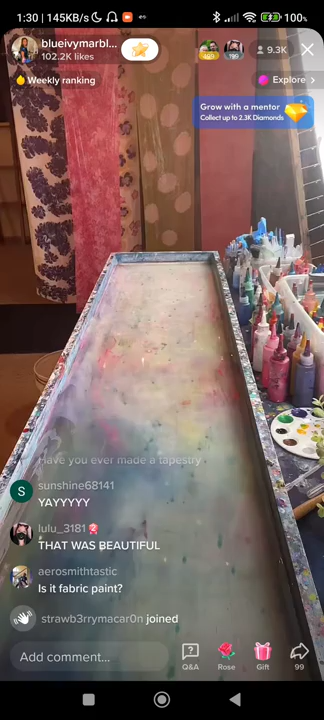 1:30 | 145KB/s
100%
blueivymarbl...
102.2K likes
400
199
9.3K
Weekly ranking
Explore >
Grow with a mentor
Collect up to 2.3K Diamonds
Have you ever made a tapestry
S
sunshine68141
YAYYYYY
lulu_3181
THAT WAS BEAUTIFUL
aerosmithtastic
Is it fabric paint?
strawb3rrymacar0n joined
Add comment...
Q&A
Rose
Gift
99